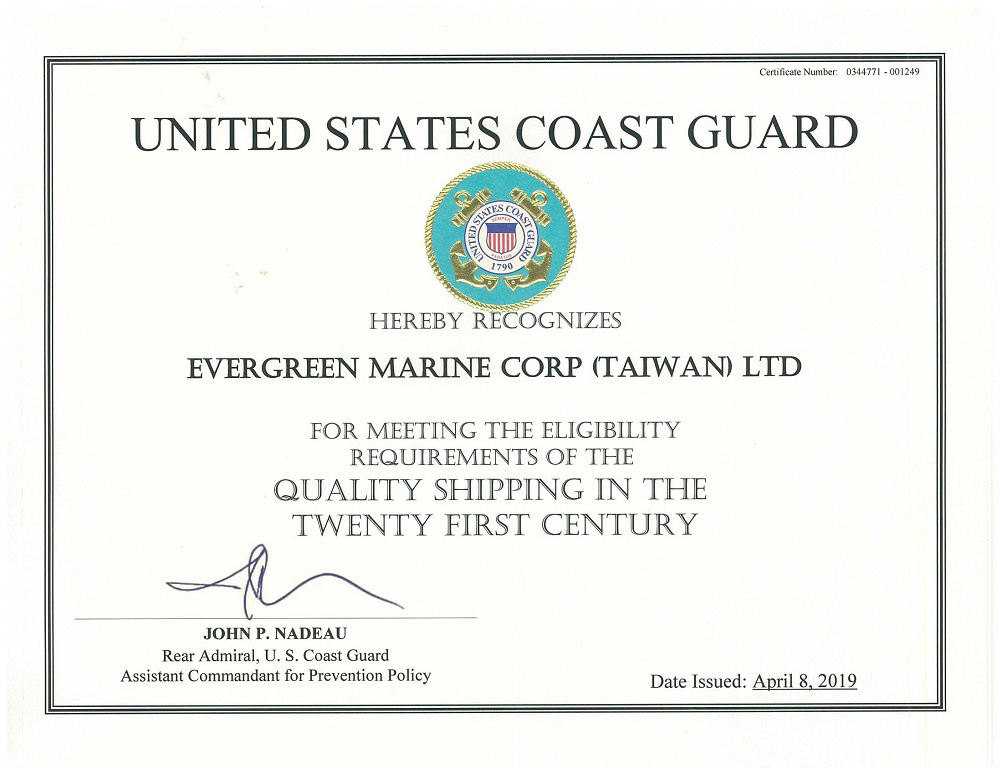 Certificate Number: 0344771 - 001249
UNITED STATES COAST GUARD
UNITED STATES COAST GUARD
SEMPER
PARATUS
1790
HEREBY RECOGNIZES
EVERGREEN MARINE CORP (TAIWAN) LTD
FOR MEETING THE ELIGIBILITY
REQUIREMENTS OF THE
QUALITY SHIPPING IN THE
TWENTY FIRST CENTURY
JOHN P. NADEAU
Rear Admiral, U. S. Coast Guard
Assistant Commandant for Prevention Policy
Date Issued: April 8, 2019